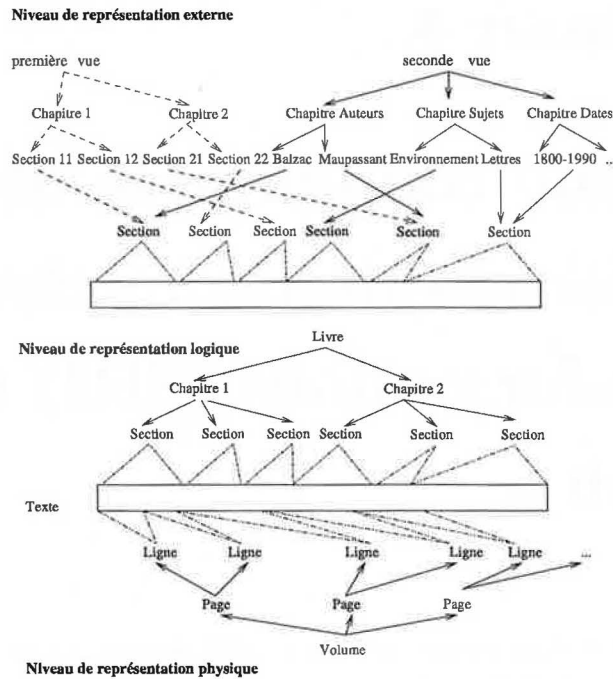 Niveau de représentation externe
première vue seconde vue
Chapitre 1 Chapitre 2 Chapitre Auteurs Chapitre Sujets Chapitre Dates
Section 11 Section 12 Section 21 Section 22 Balzac Maupassant Environnement Lettres 1800-1990 ...
Section Section Section Section Section Section
Livre
Niveau de représentation logique
Chapitre 1 Chapitre 2
Section Section Section Section Section Section
Texte
Ligne Ligne Ligne Ligne Ligne ...
Page Page Page
Volume
Niveau de représentation physique